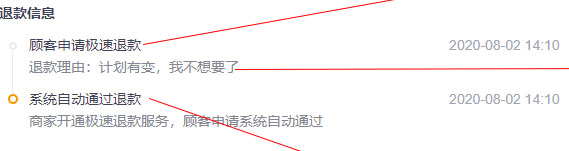 退款信息
顾客申请极速退款 2020-08-02 14:10
退款理由：计划有变，我不想要了
系统自动通过退款 2020-08-02 14:10
商家开通极速退款服务，顾客申请系统自动通过